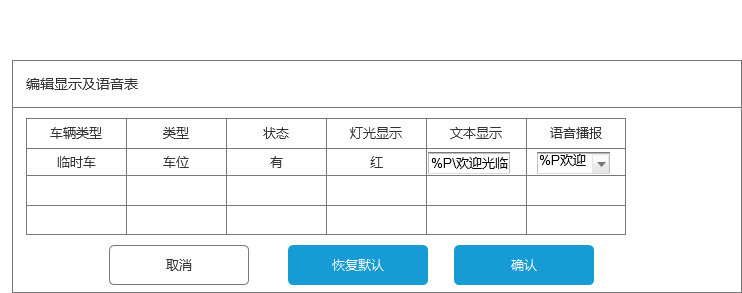 编辑显示及语音表
车辆类型 类型 状态 灯光显示 文本显示 语音播报
临时车 车位 有 红 %P\欢迎光临 %P欢迎
取消 恢复默认 确认